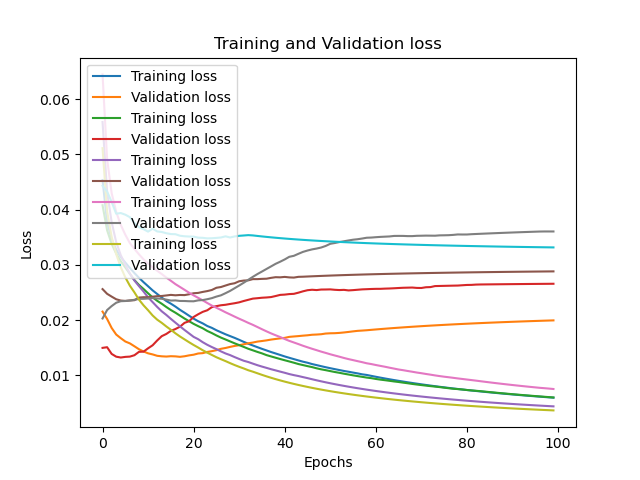 Training and Validation loss
Training loss
Validation loss
Training loss
Validation loss
Training loss
Validation loss
Training loss
Validation loss
Training loss
Validation loss
Loss
0.06
0.05
0.04
0.03
0.02
0.01
0 20 40 60 80 100
Epochs